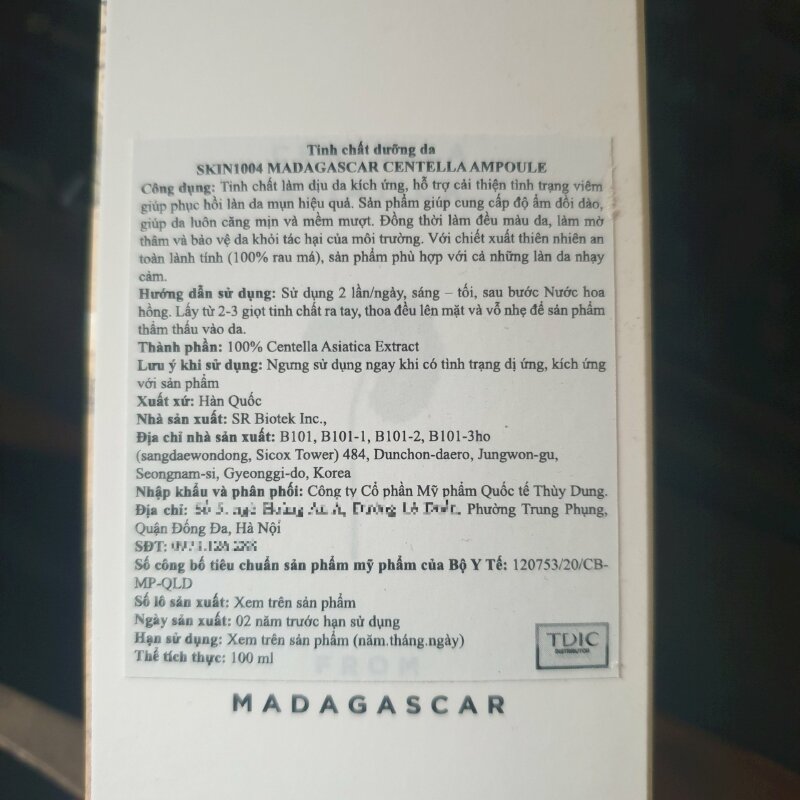 Tinh chất dưỡng da
SKIN1004 MADAGASCAR CENTELLA AMPOULE
Công dụng: Tinh chất làm dịu da kích ứng, hỗ trợ cải thiện tình trạng viêm
giúp phục hồi làn da mụn hiệu quả. Sản phẩm giúp cung cấp độ ẩm dồi dào,
giúp da luôn căng mịn và mềm mượt. Đồng thời làm đều màu da, làm mờ
thâm và bảo vệ da khỏi tác hại của môi trường. Với chiết xuất thiên nhiên an
toàn lành tính (100% rau má), sản phẩm phù hợp với cả những làn da nhạy
cảm.
Hướng dẫn sử dụng: Sử dụng 2 lần/ngày, sáng – tối, sau bước Nước hoa
hồng. Lấy từ 2-3 giọt tinh chất ra tay, thoa đều lên mặt và vỗ nhẹ để sản phẩm
thẩm thấu vào da.
Thành phần: 100% Centella Asiatica Extract
Lưu ý khi sử dụng: Ngưng sử dụng ngay khi có tình trạng dị ứng, kích ứng
với sản phẩm
Xuất xứ: Hàn Quốc
Nhà sản xuất: SR Biotek Inc.,
Địa chỉ nhà sản xuất: B101, B101-1, B101-2, B101-3ho
(sangdaewondong, Sicox Tower) 484, Dunchon-daero, Jungwon-gu,
Seongnam-si, Gyeonggi-do, Korea
Nhập khẩu và phân phối: Công ty Cổ phần Mỹ phẩm Quốc tế Thùy Dung.
Địa chỉ: Phường Trung Phụng,
Quận Đống Đa, Hà Nội
SĐT:
Số công bố tiêu chuẩn sản phẩm mỹ phẩm của Bộ Y Tế: 120753/20/CB-
MP-QLD
Số lô sản xuất: Xem trên sản phẩm
Ngày sản xuất: 02 năm trước hạn sử dụng
Hạn sử dụng: Xem trên sản phẩm (năm.tháng.ngày)
Thể tích thực: 100 ml
TDIC
DISTRIBUTOR
FROM
MADAGASCAR